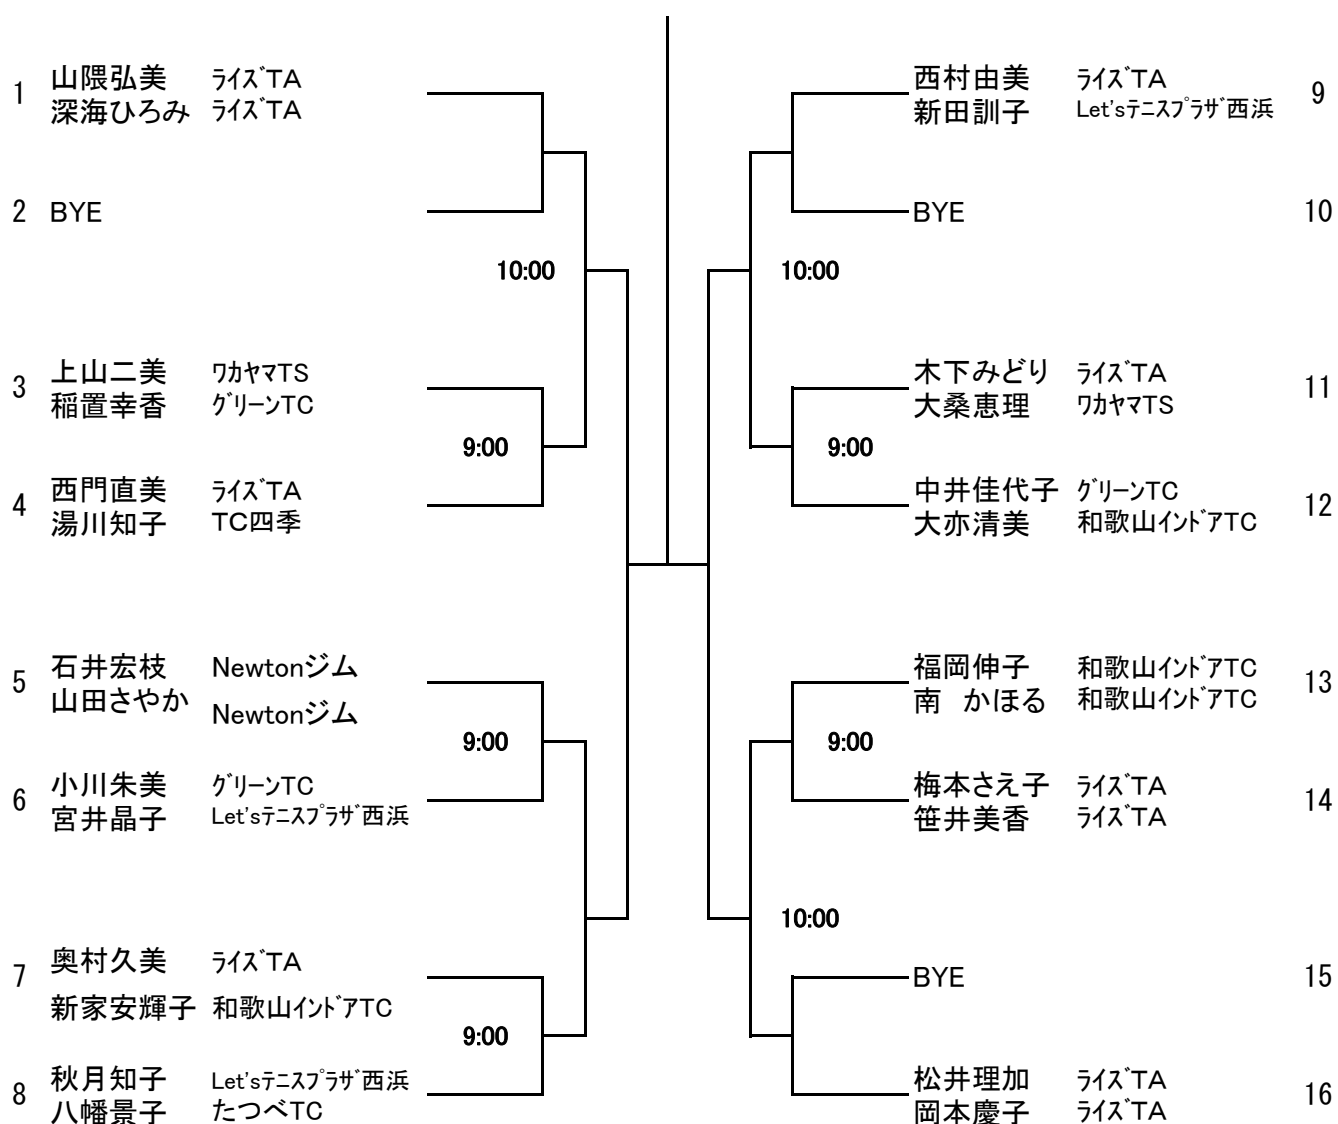 1 山隈弘美 ﾗｲｽﾞTA
深海ひろみ ﾗｲｽﾞTA
2 BYE
10:00
3 上山二美 ﾜｶﾔﾏTS
稲置幸香 ｸﾞﾘｰﾝTC
9:00
4 西門直美 ﾗｲｽﾞTA
湯川知子 TC四季
5 石井宏枝 Newtonジム
山田さやか Newtonジム
9:00
6 小川朱美 ｸﾞﾘｰﾝTC
宮井晶子 Let'sﾃﾆｽﾌﾟﾗｻﾞ西浜
7 奥村久美 ﾗｲｽﾞTA
新家安輝子 和歌山ｲﾝﾄﾞｱTC
9:00
8 秋月知子 Let'sﾃﾆｽﾌﾟﾗｻﾞ西浜
八幡景子 たつべTC
西村由美 ﾗｲｽﾞTA 9
新田訓子 Let'sﾃﾆｽﾌﾟﾗｻﾞ西浜
BYE 10
10:00
木下みどり ﾗｲｽﾞTA 11
大桑恵理 ﾜｶﾔﾏTS
9:00
中井佳代子 ｸﾞﾘｰﾝTC 12
大亦清美 和歌山ｲﾝﾄﾞｱTC
福岡伸子 和歌山ｲﾝﾄﾞｱTC 13
南 かほる 和歌山ｲﾝﾄﾞｱTC
9:00
梅本さえ子 ﾗｲｽﾞTA 14
笹井美香 ﾗｲｽﾞTA
10:00
BYE 15
松井理加 ﾗｲｽﾞTA 16
岡本慶子 ﾗｲｽﾞTA